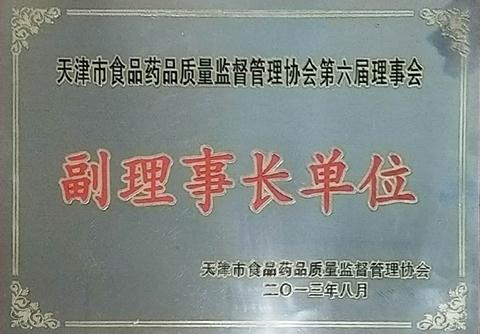 天津市食品药品质量监督管理协会第六届理事会
副理事长单位
天津市食品药品质量监督管理协会
二〇一三年八月